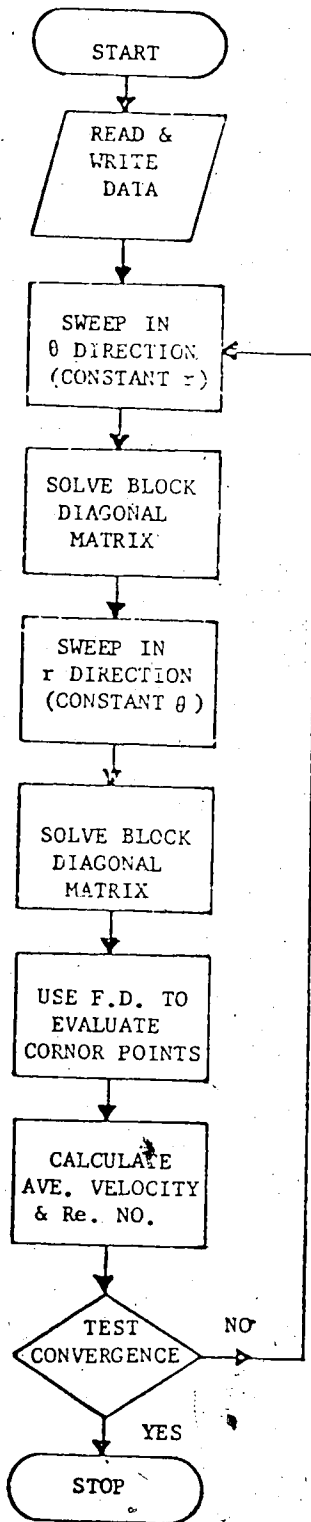 START
READ &
WRITE
DATA
SWEEP IN
θ DIRECTION
(CONSTANT r)
SOLVE BLOCK
DIAGONAL
MATRIX
SWEEP IN
r DIRECTION
(CONSTANT θ)
SOLVE BLOCK
DIAGONAL
MATRIX
USE F.D. TO
EVALUATE
CORNOR POINTS
CALCULATE
AVE. VELOCITY
& Re. NO.
TEST
CONVERGENCE
NO
YES
STOP